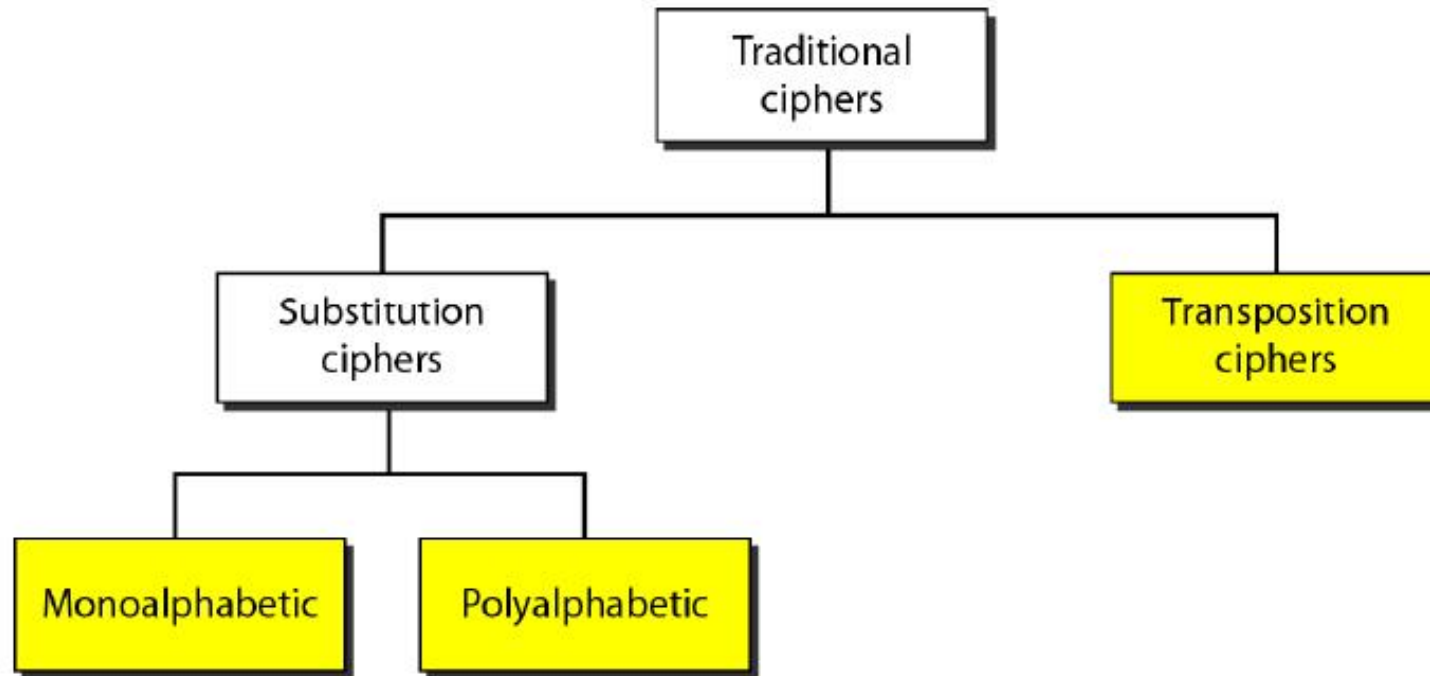 Traditional
ciphers
Substitution
ciphers
Transposition
ciphers
Monoalphabetic
Polyalphabetic